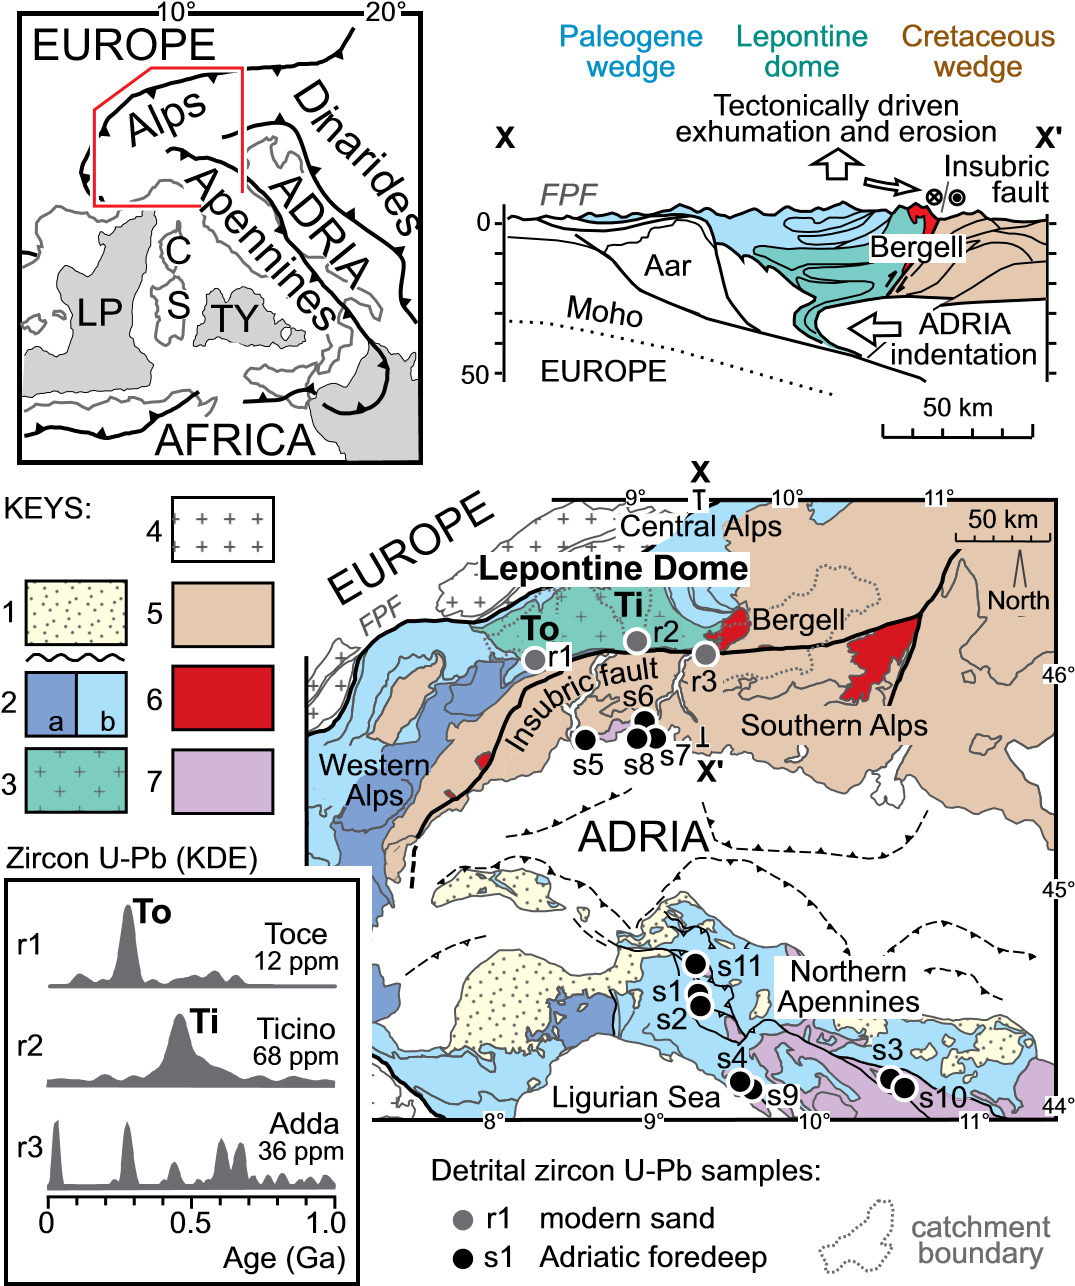 10°
20°
EUROPE
Alps
Dinarides
Apennines
ADRIA
C
S
LP
TY
AFRICA
Paleogene
wedge
Lepontine
dome
Cretaceous
wedge
Tectonically driven
exhumation and erosion
X
X'
Insubric
fault
FPF
0
Bergell
Aar
Moho
ADRIA
indentation
EUROPE
50
50 km
KEYS:
1
2
a
b
3
4
5
6
7
X
9°
10°
11°
50 km
North
EUROPE
Central Alps
Lepontine Dome
FPF
To
Ti
r1
r2
r3
Bergell
46°
Insubric fault
s6
s5
s8
s7
X'
Southern Alps
Western
Alps
ADRIA
45°
s11
s1
s2
Northern
Apennines
s4
s9
s3
s10
Ligurian Sea
44°
8°
9°
10°
11°
Zircon U-Pb (KDE)
To
r1
Toce
12 ppm
Ti
r2
Ticino
68 ppm
r3
Adda
36 ppm
0
0.5
1.0
Age (Ga)
Detrital zircon U-Pb samples:
r1 modern sand
s1 Adriatic foredeep
catchment
boundary